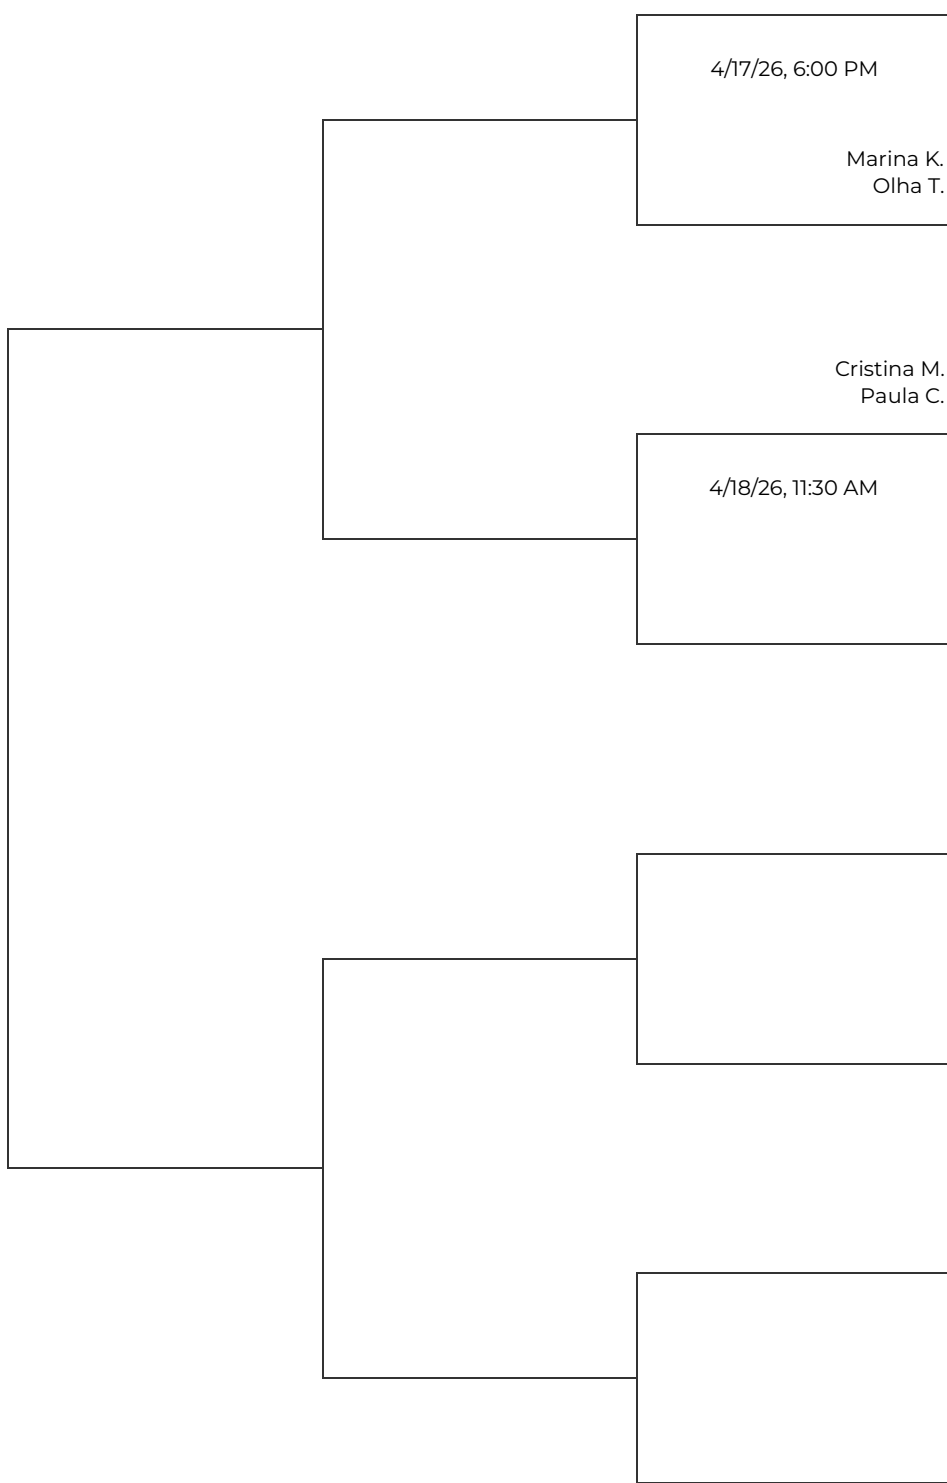 4/17/26, 6:00 PM
Marina K.
Olha T.
Cristina M.
Paula C.
4/18/26, 11:30 AM